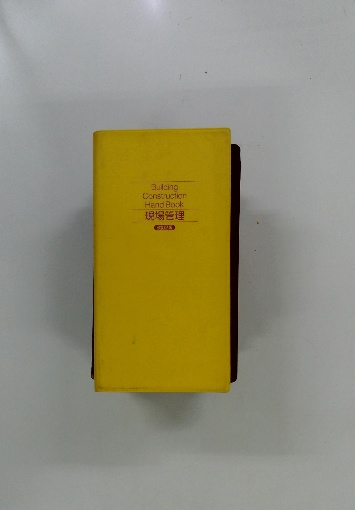 Building
Construction
Hand Book
現場管理